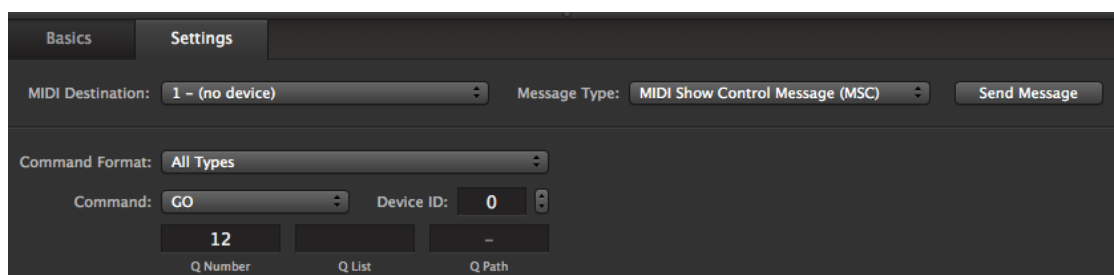 Basics Settings
MIDI Destination: 1 – (no device) Message Type: MIDI Show Control Message (MSC) Send Message
Command Format: All Types
Command: GO Device ID: 0
12 –
Q Number Q List Q Path